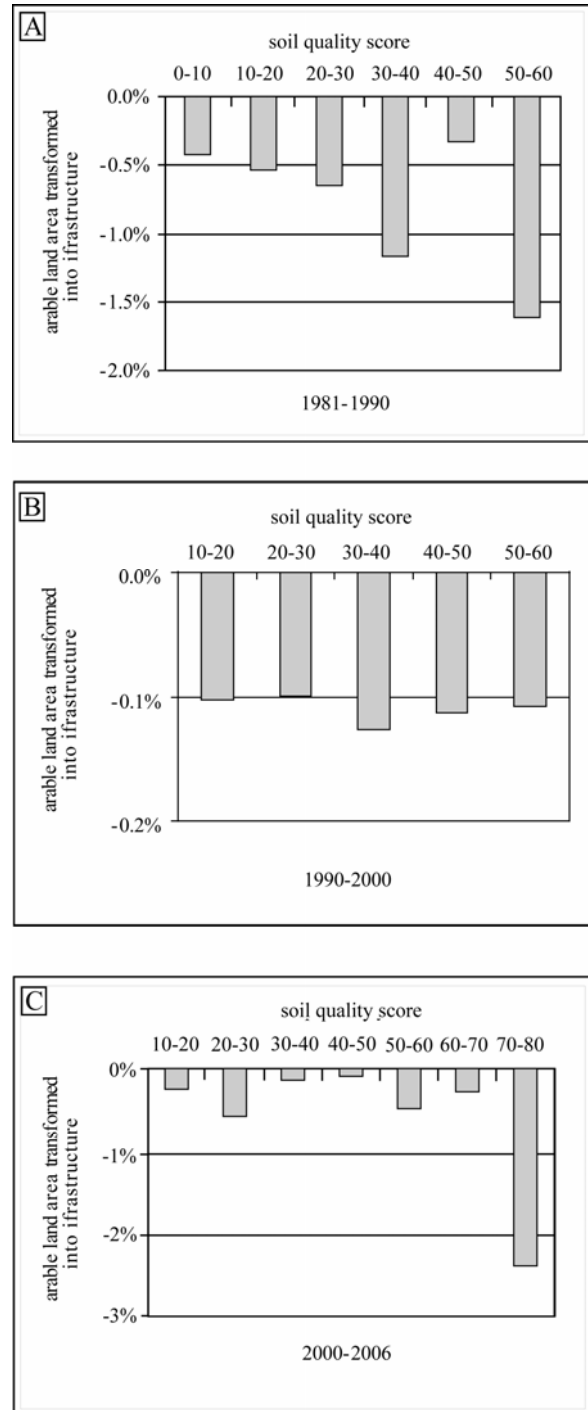 A
soil quality score
0-10 10-20 20-30 30-40 40-50 50-60
0.0%
-0.5%
-1.0%
-1.5%
-2.0%
arable land area transformed
into ifrastructure
1981-1990
B
soil quality score
10-20 20-30 30-40 40-50 50-60
0.0%
-0.1%
-0.2%
arable land area transformed
into ifrastructure
1990-2000
C
soil quality score
10-20 20-30 30-40 40-50 50-60 60-70 70-80
0%
-1%
-2%
-3%
arable land area transformed
into ifrastructure
2000-2006